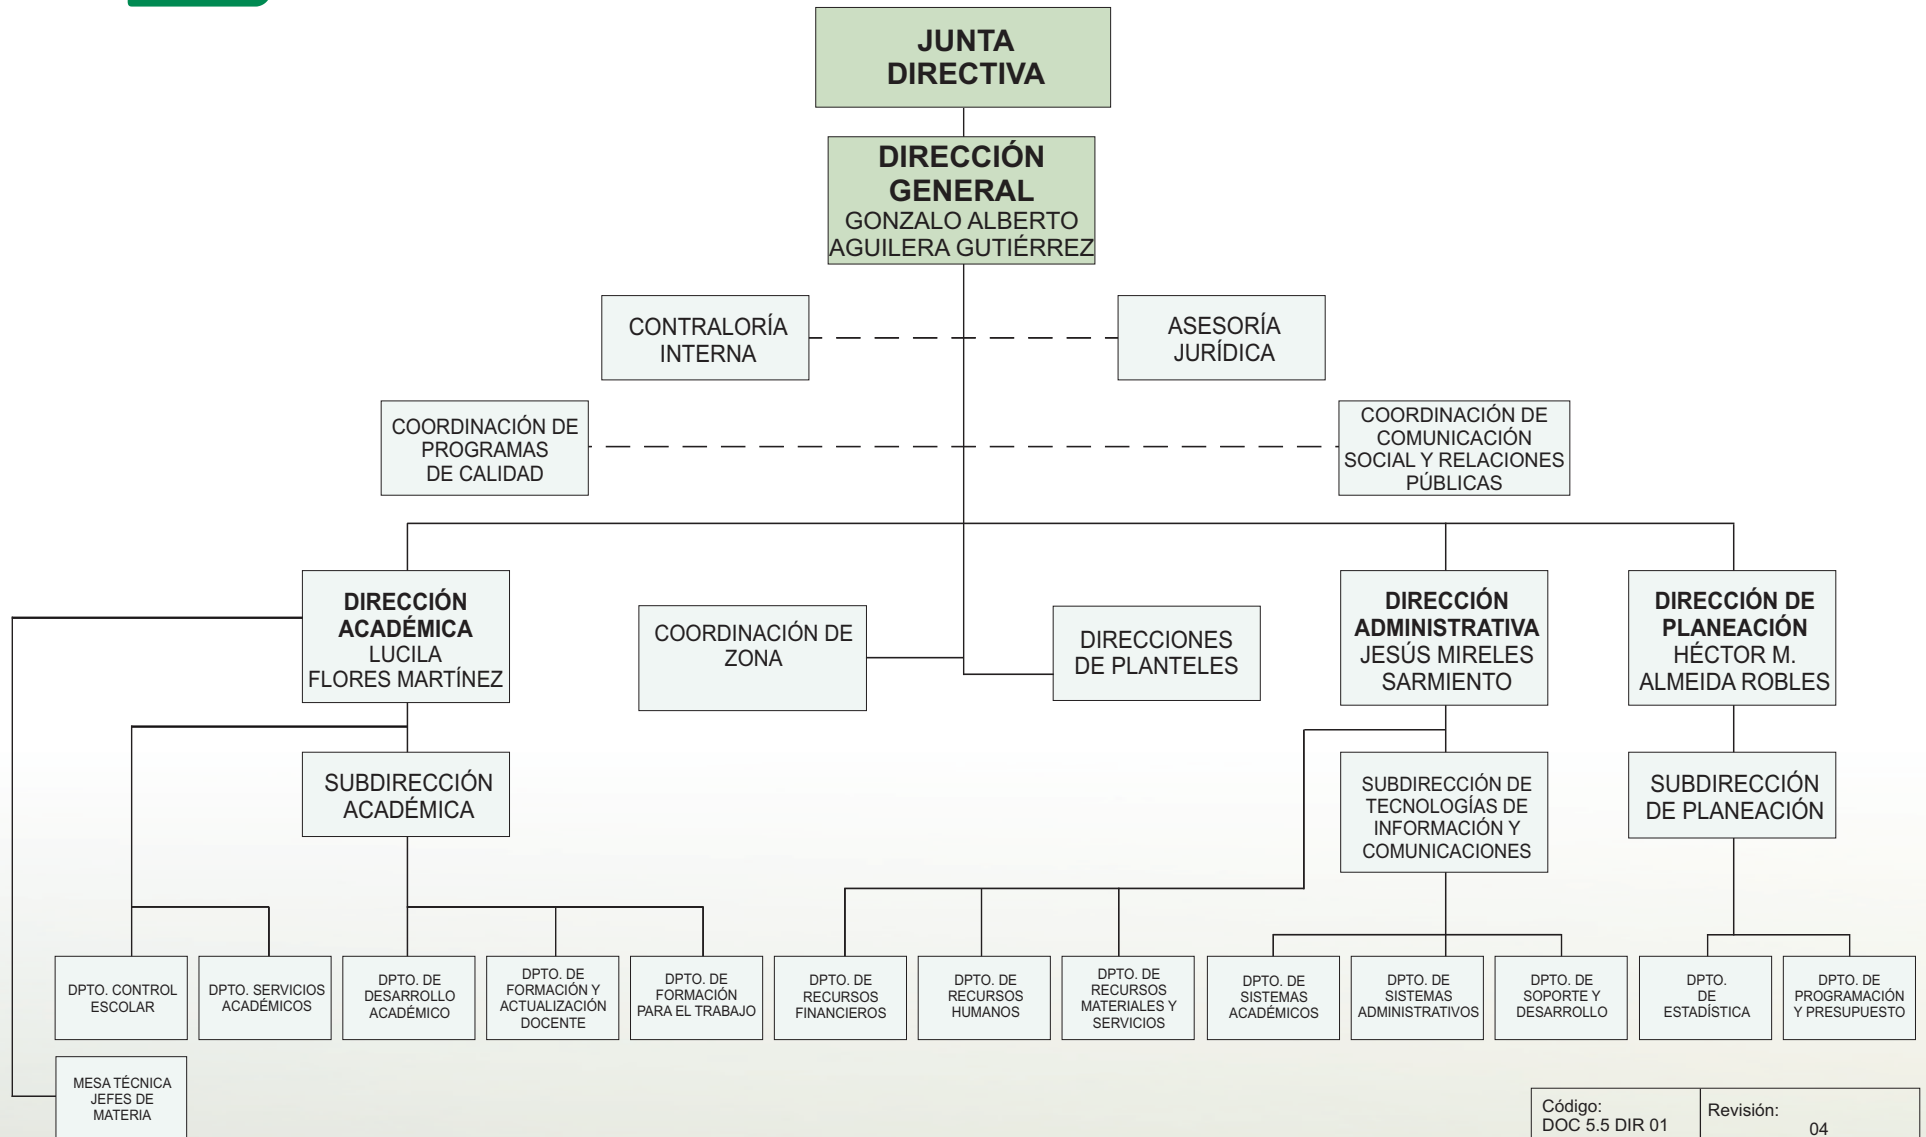 JUNTA
DIRECTIVA
DIRECCIÓN
GENERAL
GONZALO ALBERTO
AGUILERA GUTIÉRREZ
CONTRALORÍA
INTERNA
ASESORÍA
JURÍDICA
COORDINACIÓN DE
PROGRAMAS
DE CALIDAD
COORDINACIÓN DE
COMUNICACIÓN
SOCIAL Y RELACIONES
PÚBLICAS
DIRECCIÓN
ACADÉMICA
LUCILA
FLORES MARTÍNEZ
COORDINACIÓN DE
ZONA
DIRECCIONES
DE PLANTELES
DIRECCIÓN
ADMINISTRATIVA
JESÚS MIRELES
SARMIENTO
DIRECCIÓN DE
PLANEACIÓN
HÉCTOR M.
ALMEIDA ROBLES
SUBDIRECCIÓN
ACADÉMICA
SUBDIRECCIÓN DE
TECNOLOGÍAS DE
INFORMACIÓN Y
COMUNICACIONES
SUBDIRECCIÓN
DE PLANEACIÓN
DPTO. CONTROL
ESCOLAR
DPTO. SERVICIOS
ACADÉMICOS
DPTO. DE
DESARROLLO
ACADÉMICO
DPTO. DE
FORMACIÓN Y
ACTUALIZACIÓN
DOCENTE
DPTO. DE
FORMACIÓN
PARA EL TRABAJO
DPTO. DE
RECURSOS
FINANCIEROS
DPTO. DE
RECURSOS
HUMANOS
DPTO. DE
RECURSOS
MATERIALES Y
SERVICIOS
DPTO. DE
SISTEMAS
ACADÉMICOS
DPTO. DE
SISTEMAS
ADMINISTRATIVOS
DPTO. DE
SOPORTE Y
DESARROLLO
DPTO.
DE
ESTADÍSTICA
DPTO. DE
PROGRAMACIÓN
Y PRESUPUESTO
MESA TÉCNICA
JEFES DE
MATERIA
Código:
DOC 5.5 DIR 01
Revisión:
04